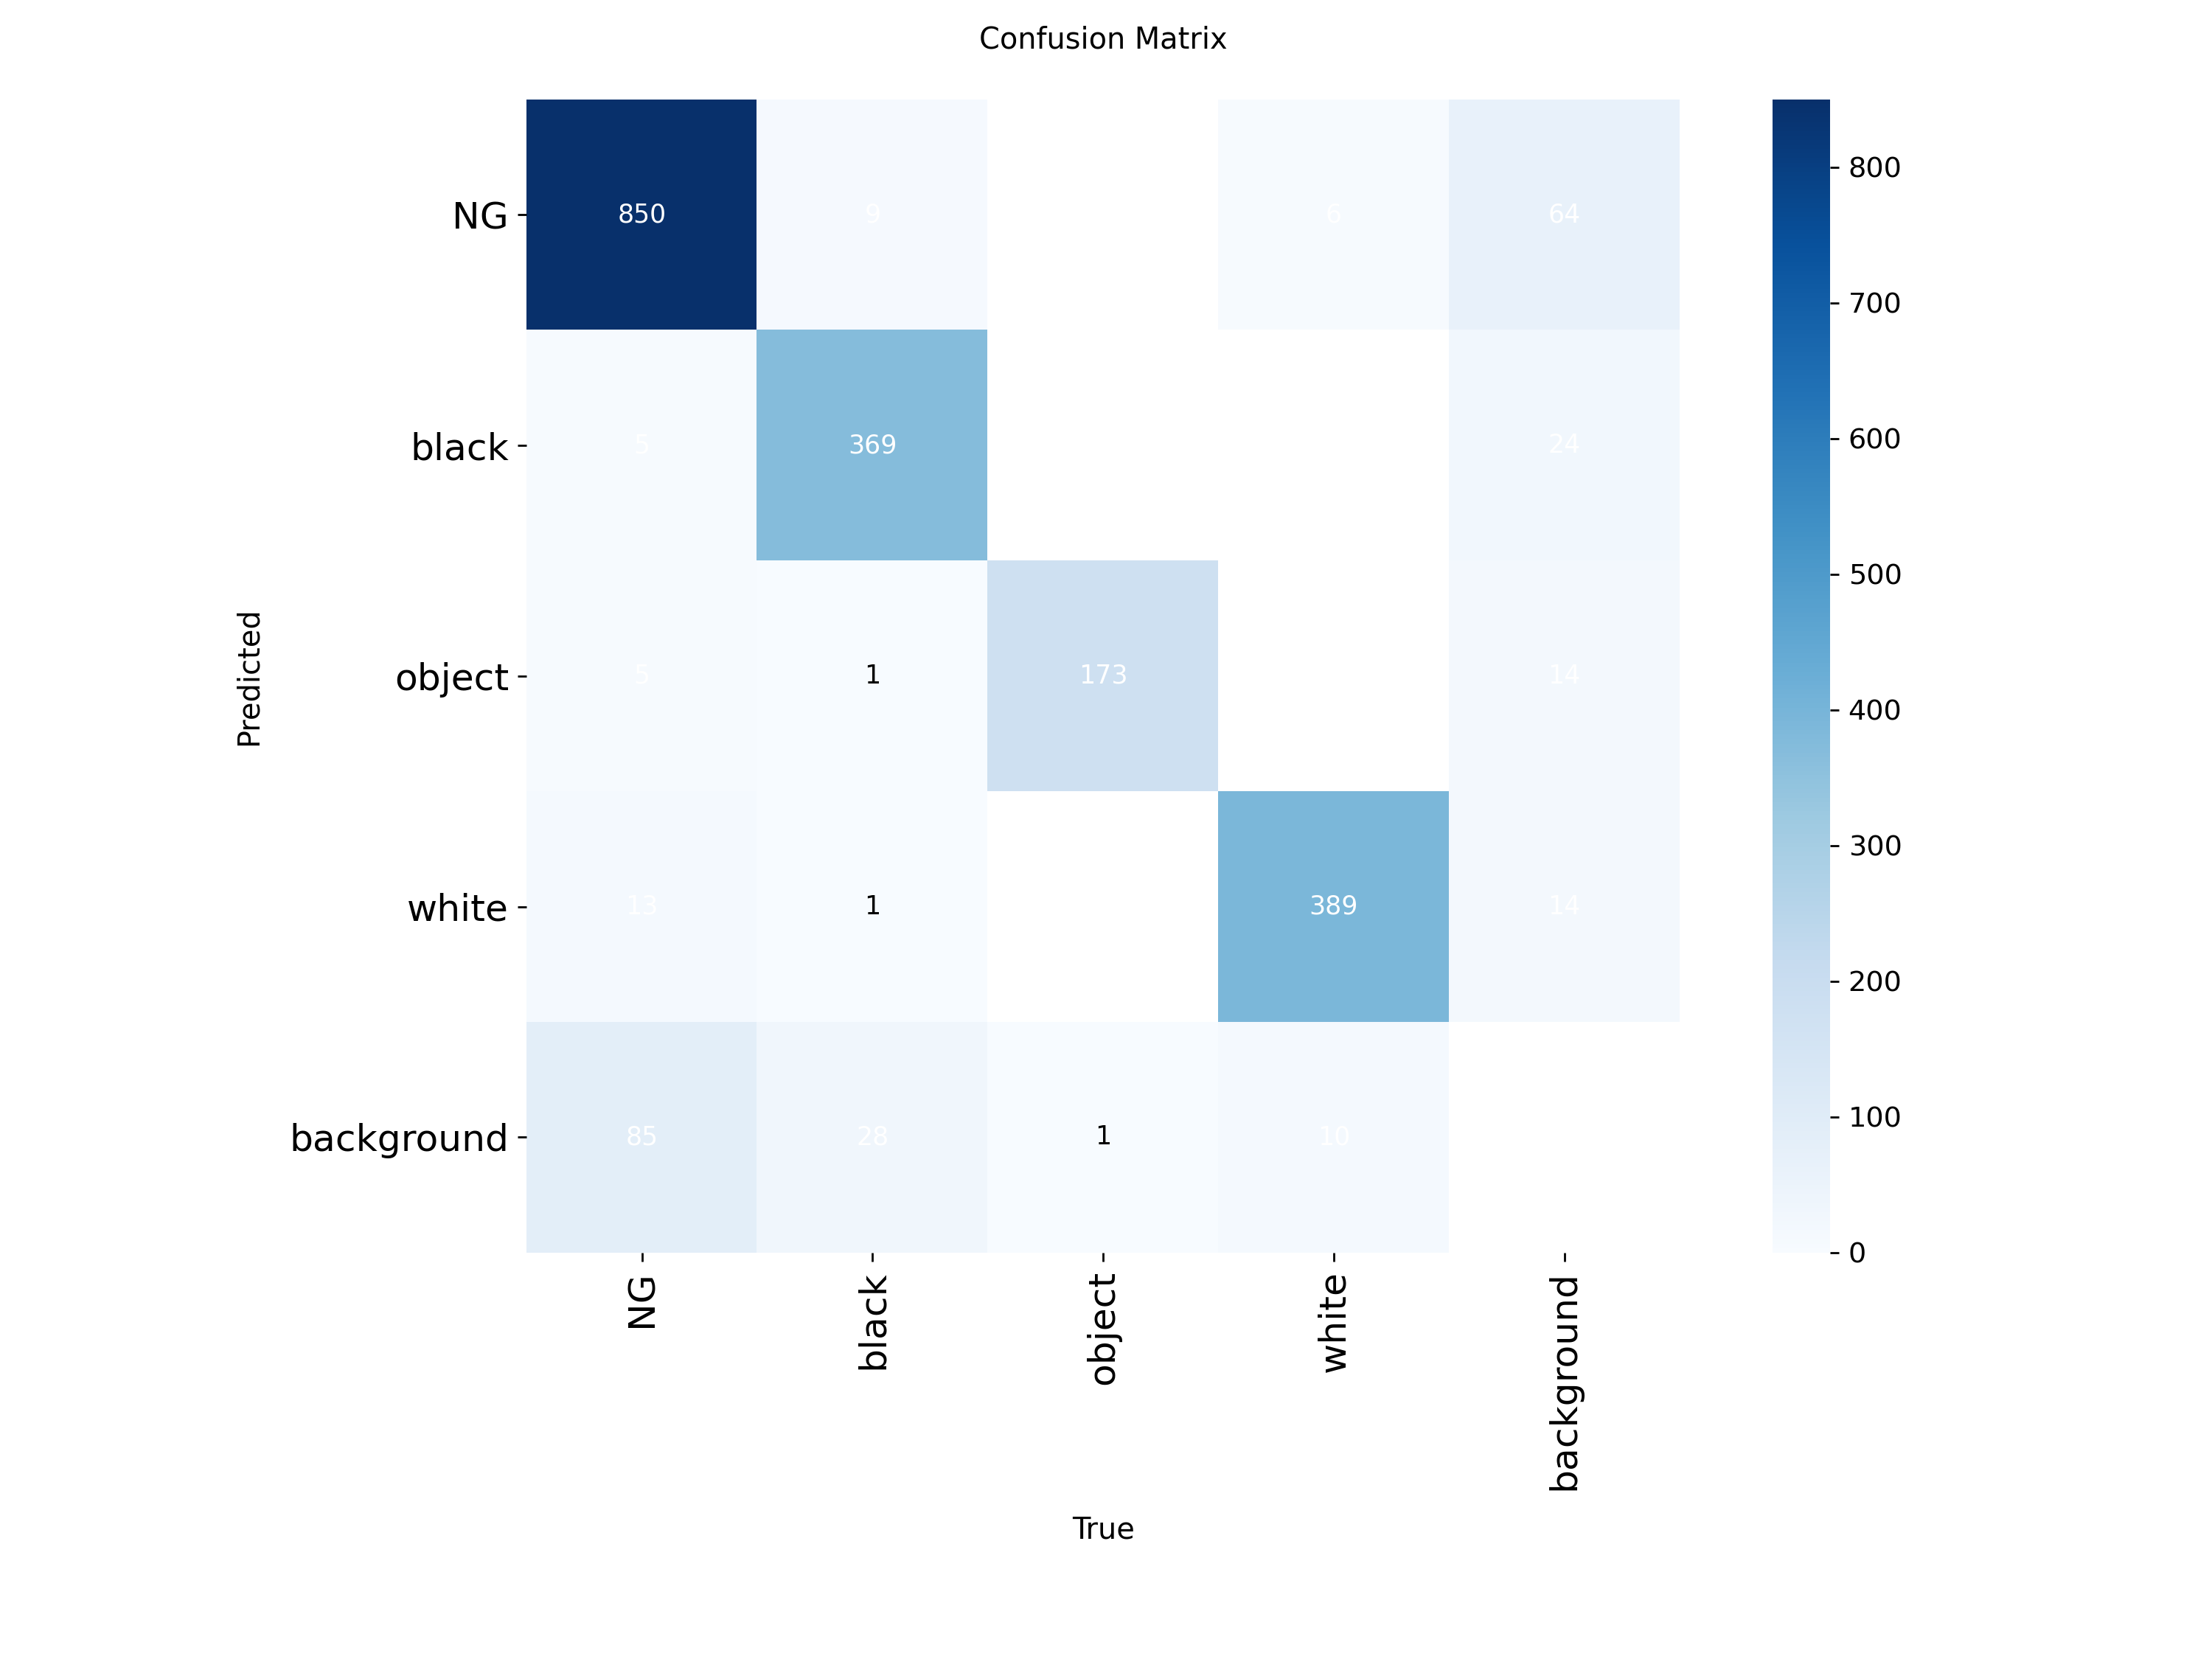 Confusion Matrix
NG
850
9
6
64
black
5
369
24
object
5
1
173
14
white
13
1
389
14
background
85
28
1
10
Predicted
NG
black
object
white
background
True
800
700
600
500
400
300
200
100
0